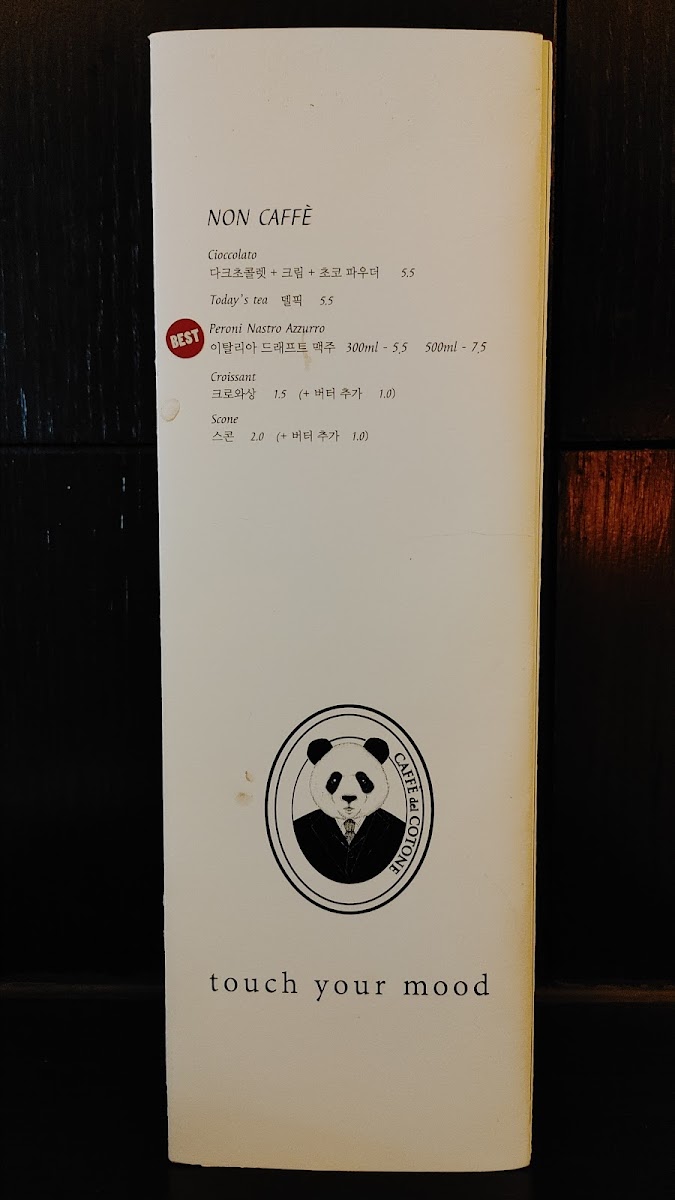 NON CAFFÈ
Cioccolato
다크초콜렛 + 크림 + 초코 파우더 5.5
Today's tea 델픽 5.5
BEST
Peroni Nastro Azzurro
이탈리아 드래프트 맥주 300ml - 5.5 500ml - 7.5
Croissant
크로와상 1.5 (+ 버터 추가 1.0)
Scone
스콘 2.0 (+ 버터 추가 1.0)
CAFFÈ del COTONE
touch your mood